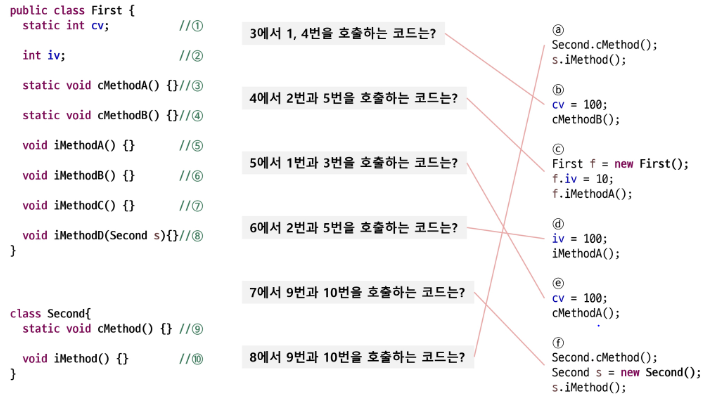 public class First {
static int cv; //①
int iv; //②
static void cMethodA() {}//③
static void cMethodB() {}//④
void iMethodA() {} //⑤
void iMethodB() {} //⑥
void iMethodC() {} //⑦
void iMethodD(Second s){}//⑧
}
class Second{
static void cMethod() {} //⑨
void iMethod() {} //⑩
}
3에서 1, 4번을 호출하는 코드는?
4에서 2번과 5번을 호출하는 코드는?
5에서 1번과 3번을 호출하는 코드는?
6에서 2번과 5번을 호출하는 코드는?
7에서 9번과 10번을 호출하는 코드는?
8에서 9번과 10번을 호출하는 코드는?
ⓐ
Second.cMethod();
s.iMethod();
ⓑ
cv = 100;
cMethodB();
ⓒ
First f = new First();
f.iv = 10;
f.iMethodA();
ⓓ
iv = 100;
iMethodA();
ⓔ
cv = 100;
cMethodA();
ⓕ
Second.cMethod();
Second s = new Second();
s.iMethod();